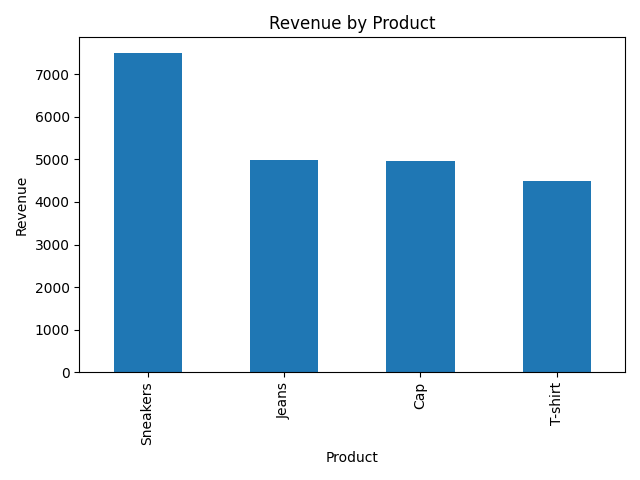 Revenue by Product
Revenue
7000
6000
5000
4000
3000
2000
1000
0
Sneakers
Jeans
Cap
T-shirt
Product